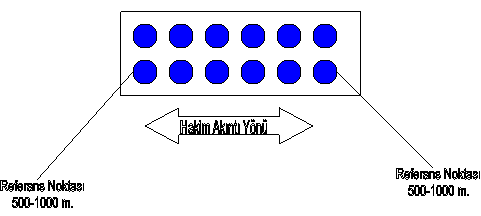 Hakim Akıntı Yönü
Referans Noktası
500-1000 m.
Referans Noktası
500-1000 m.